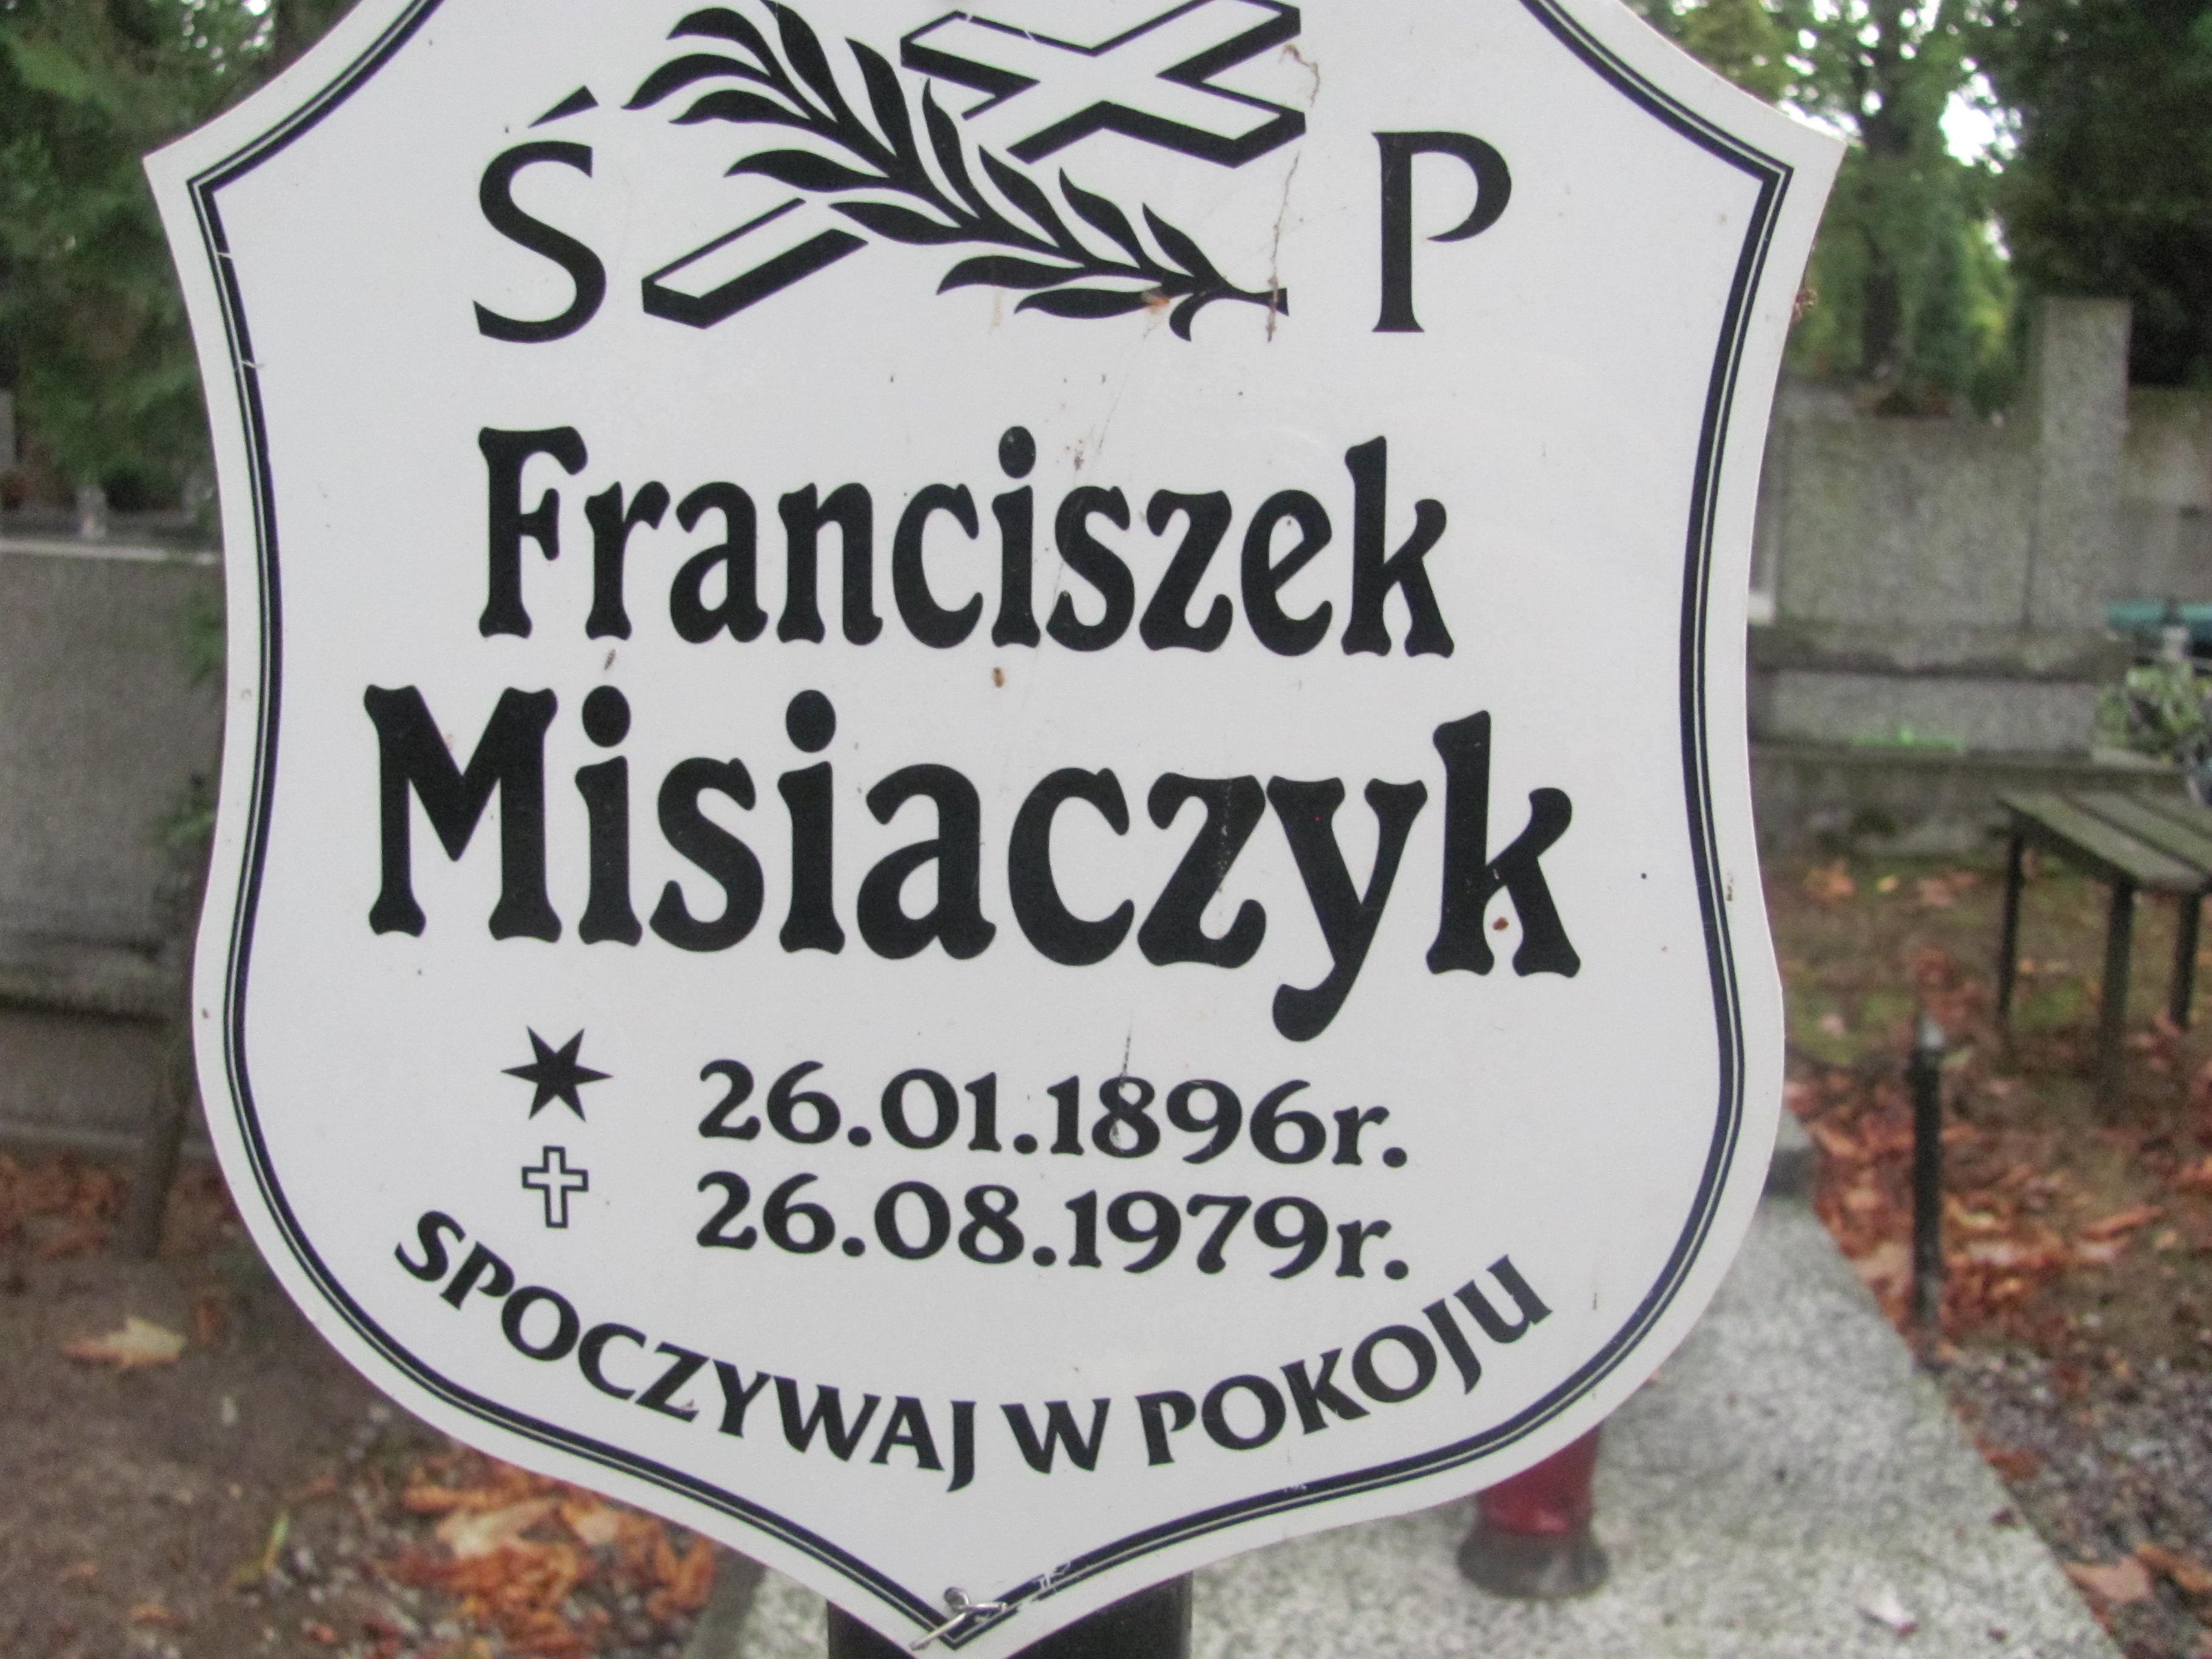 Ś P
Franciszek
Misiaczyk
26.01.1896r.
26.08.1979r.
SPOCZYWAJ W POKOJU